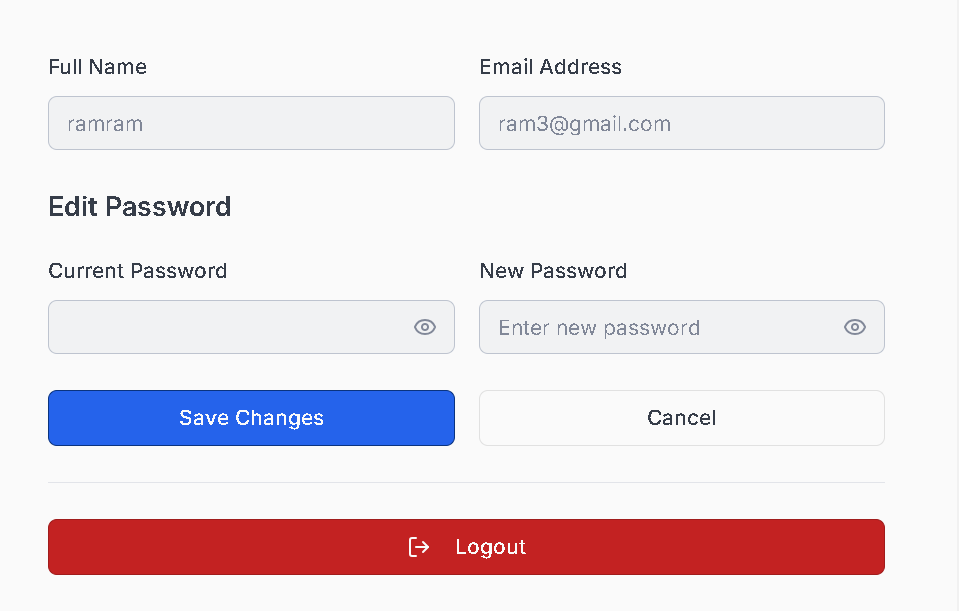 Full Name
Email Address
ramram
ram3@gmail.com
Edit Password
Current Password
New Password
Enter new password
Save Changes
Cancel
Logout